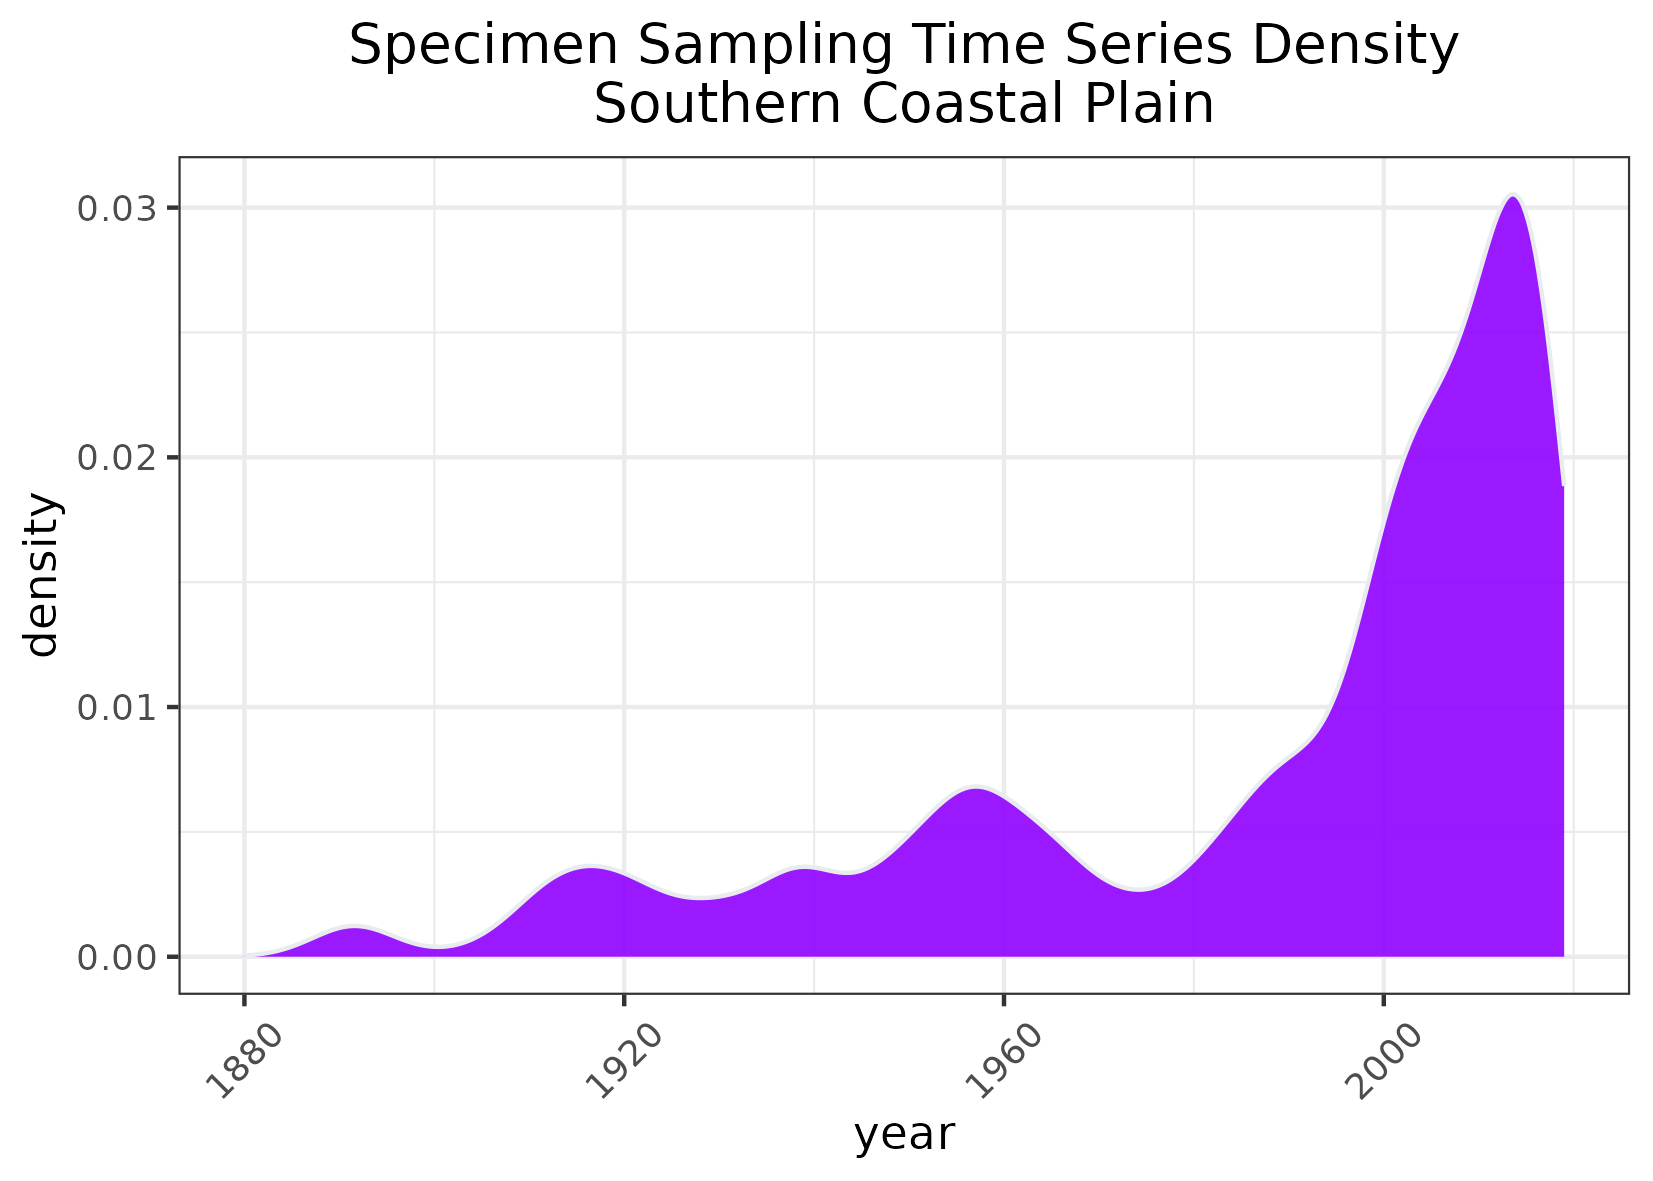 Specimen Sampling Time Series Density
Southern Coastal Plain
0.03
0.02
0.01
0.00
density
1880
1920
1960
2000
year